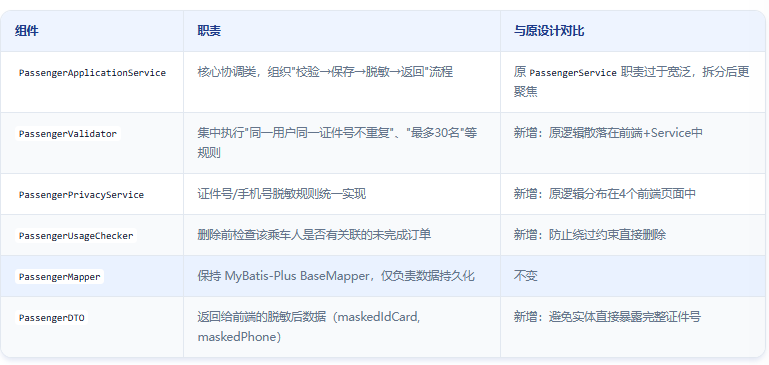 组件 职责 与原设计对比
PassengerApplicationService 核心协调类，组织"校验→保存→脱敏→返回"流程 原 PassengerService 职责过于宽泛，拆分后更
聚焦
PassengerValidator 集中执行"同一用户同一证件号不重复"、"最多30名"等 新增：原逻辑散落在前端+Service中
规则
PassengerPrivacyService 证件号/手机号脱敏规则统一实现 新增：原逻辑分布在4个前端页面中
PassengerUsageChecker 删除前检查该乘车人是否有关联的未完成订单 新增：防止绕过约束直接删除
PassengerMapper 保持 MyBatis-Plus BaseMapper，仅负责数据持久化 不变
PassengerDTO 返回给前端的脱敏后数据（maskedIdCard, 新增：避免实体直接暴露完整证件号
maskedPhone）